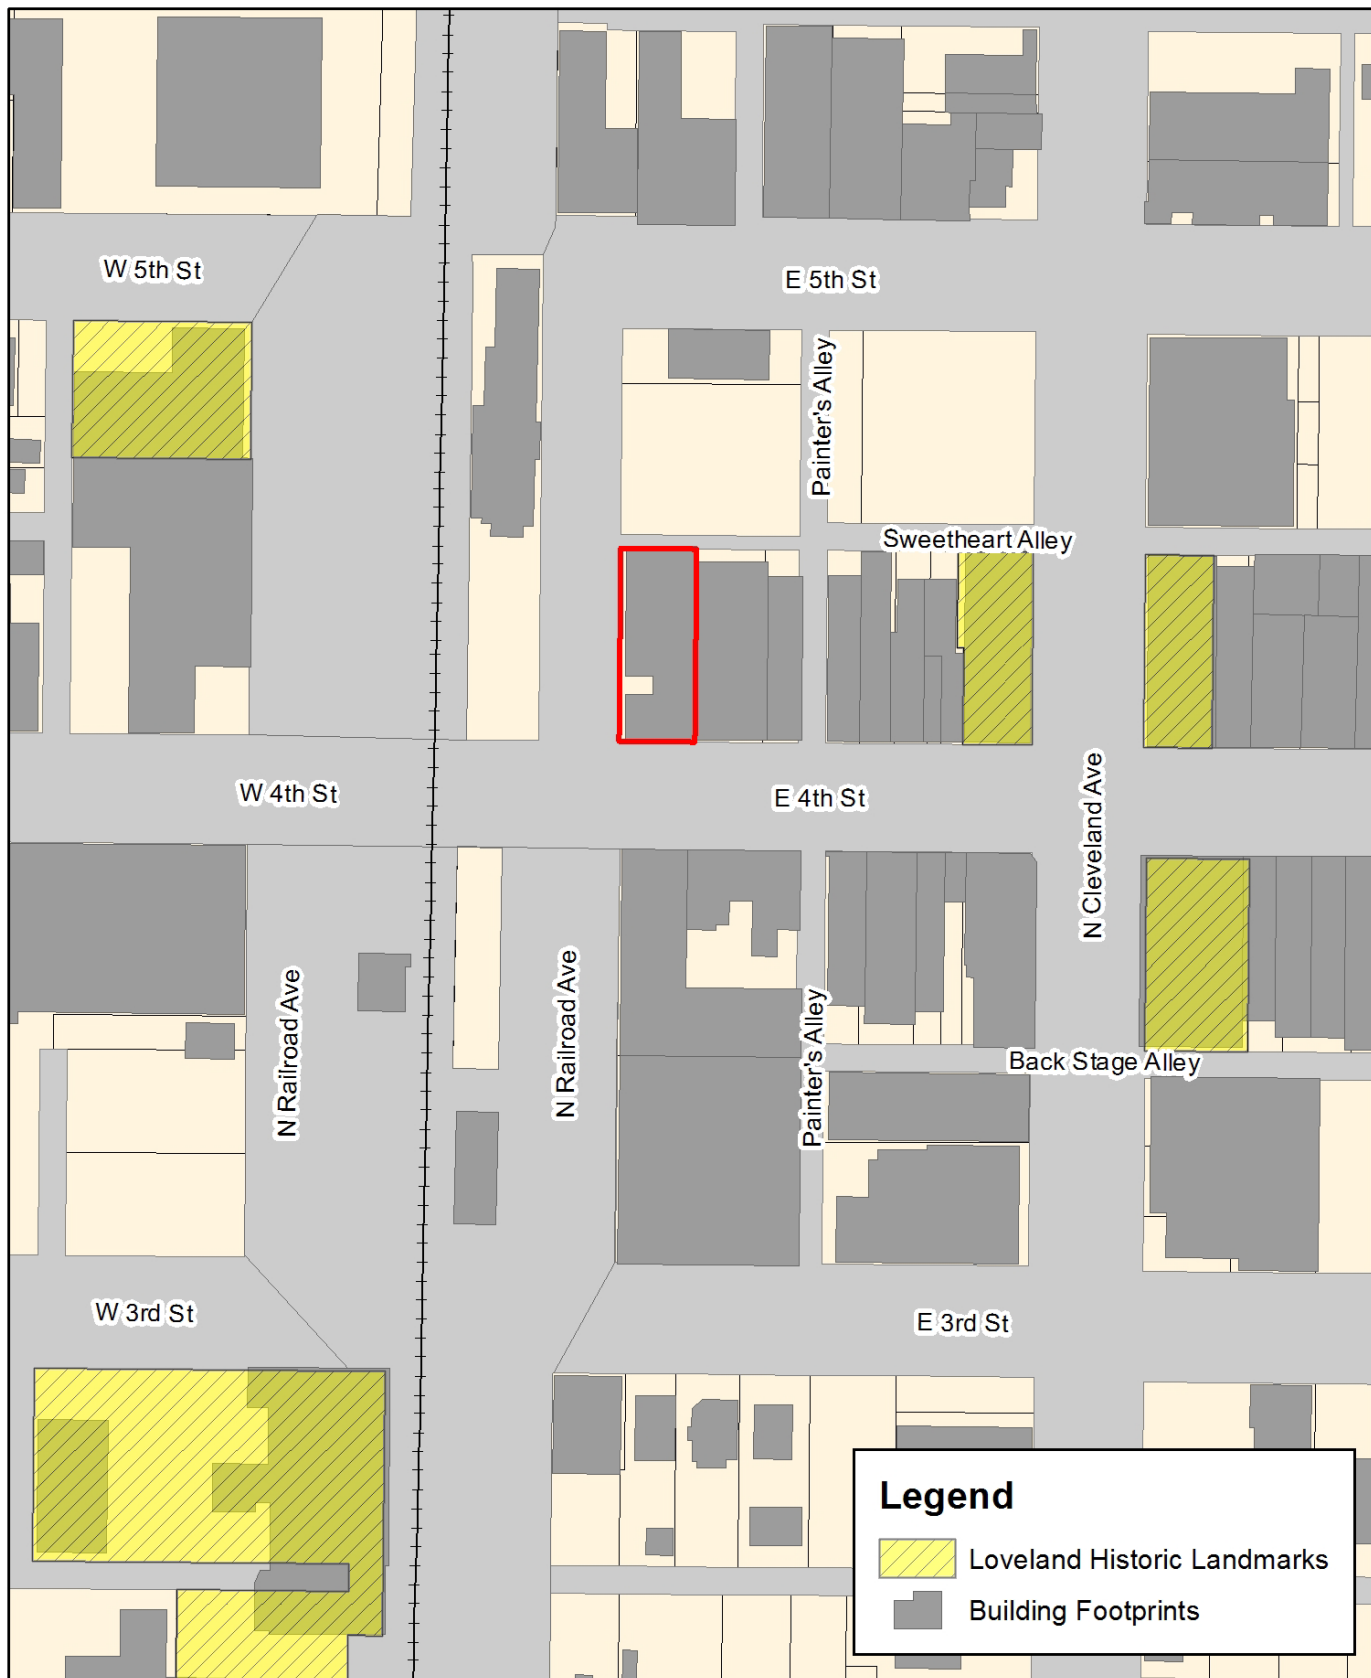 W 5th St
E 5th St
Painter's Alley
Sweetheart Alley
W 4th St
E 4th St
N Cleveland Ave
N Railroad Ave
N Railroad Ave
Painter's Alley
Back Stage Alley
W 3rd St
E 3rd St
Legend
Loveland Historic Landmarks
Building Footprints